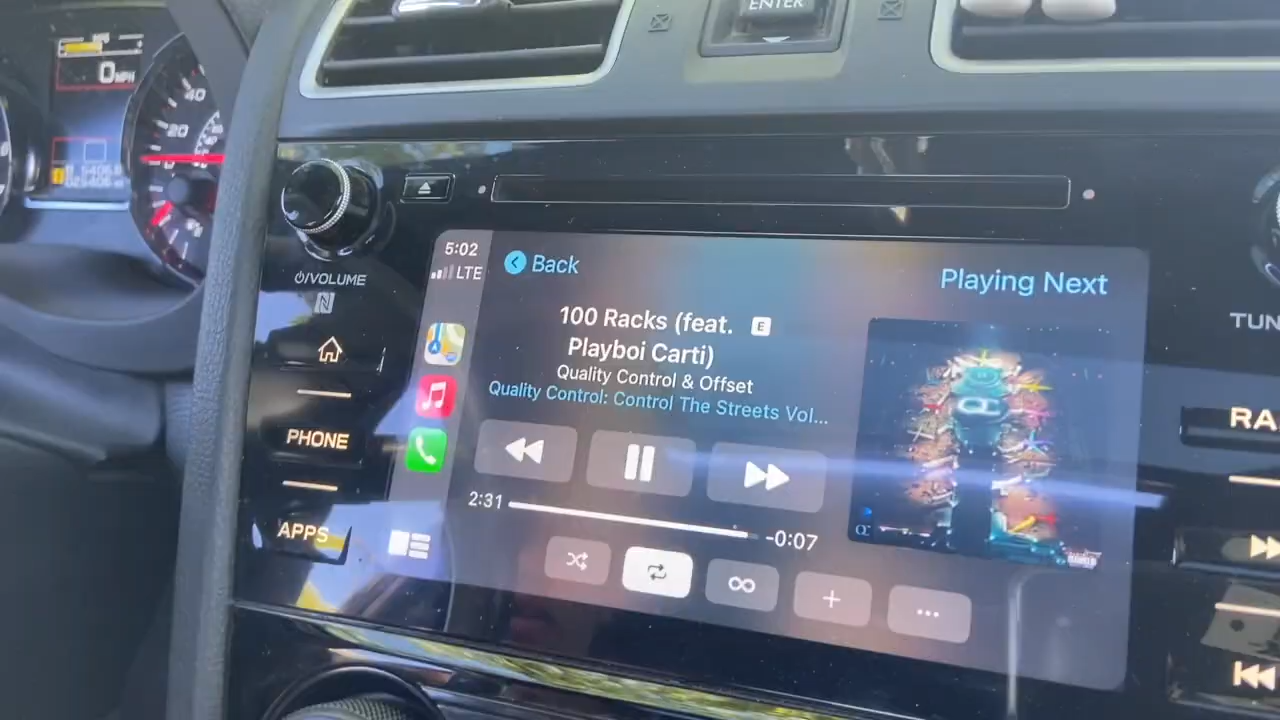 ENTER
0 MPH
40
20
5:02
LTE
Back
Playing Next
100 Racks (feat. E
Playboi Carti)
Quality Control & Offset
Quality Control: Control The Streets Vol...
2:31
-0:07
⏻/VOLUME
PHONE
APPS
TUN
RA